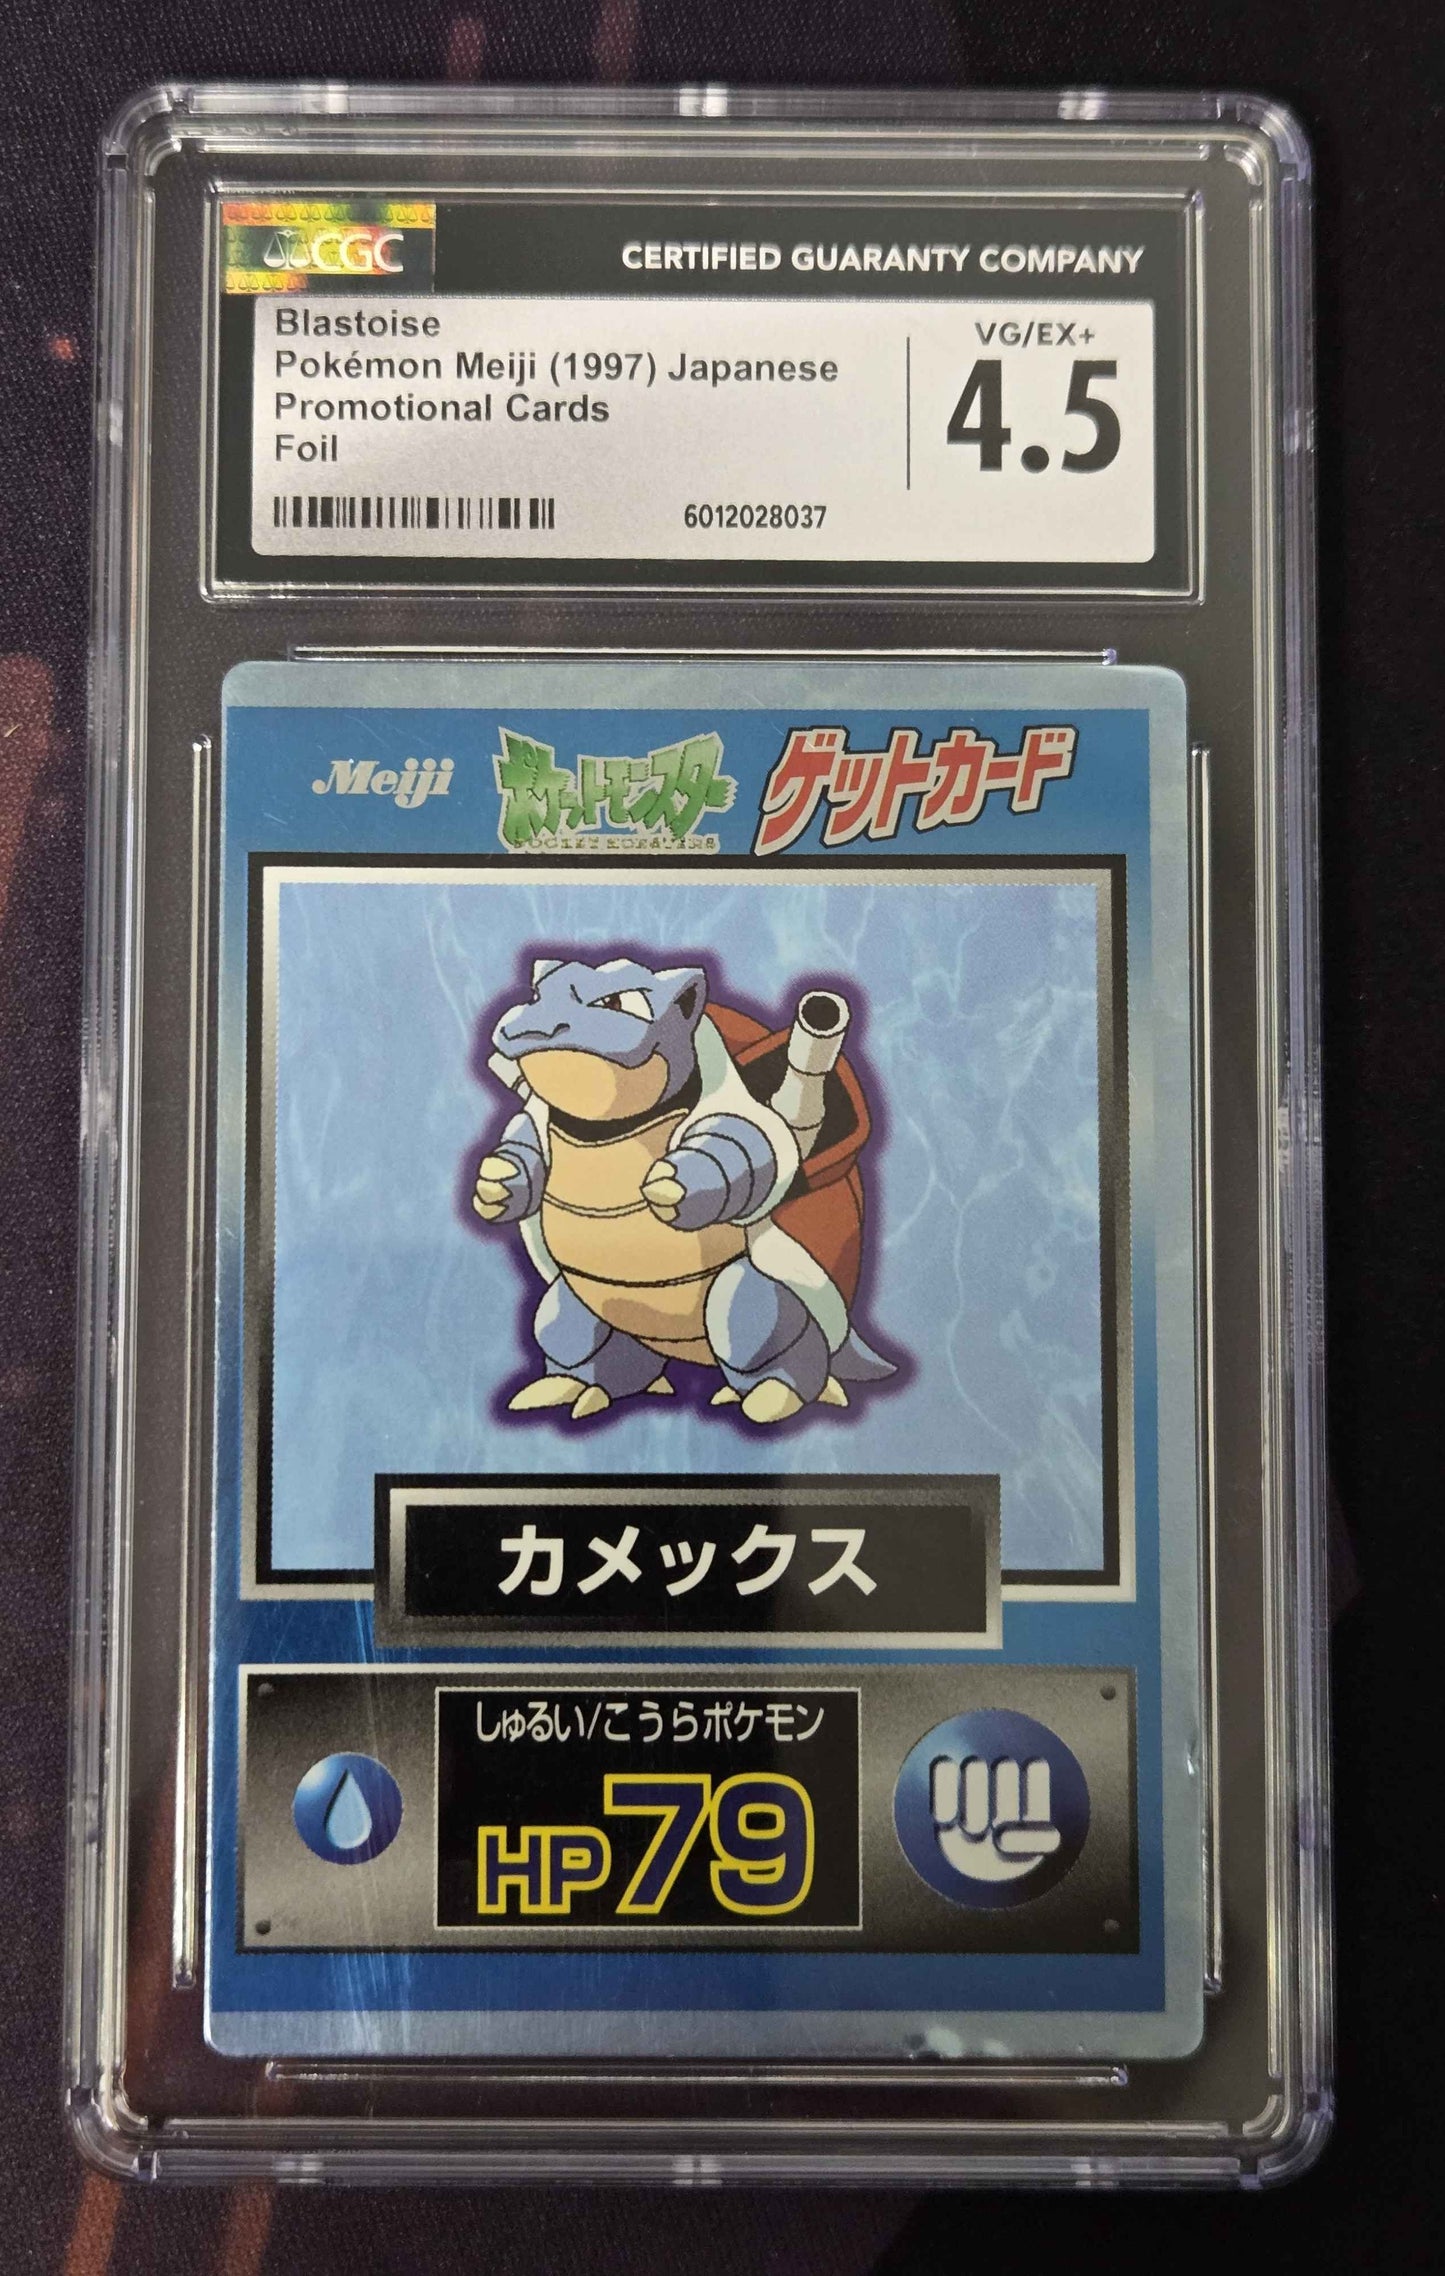 CGC
CERTIFIED GUARANTY COMPANY
Blastoise
Pokémon Meiji (1997) Japanese
Promotional Cards
Foil
VG/EX+
4.5
6012028037
Meiji
ポケットモンスター
POCKET MONSTERS
ゲットカード
カメックス
しゅるい/こうらポケモン
HP79